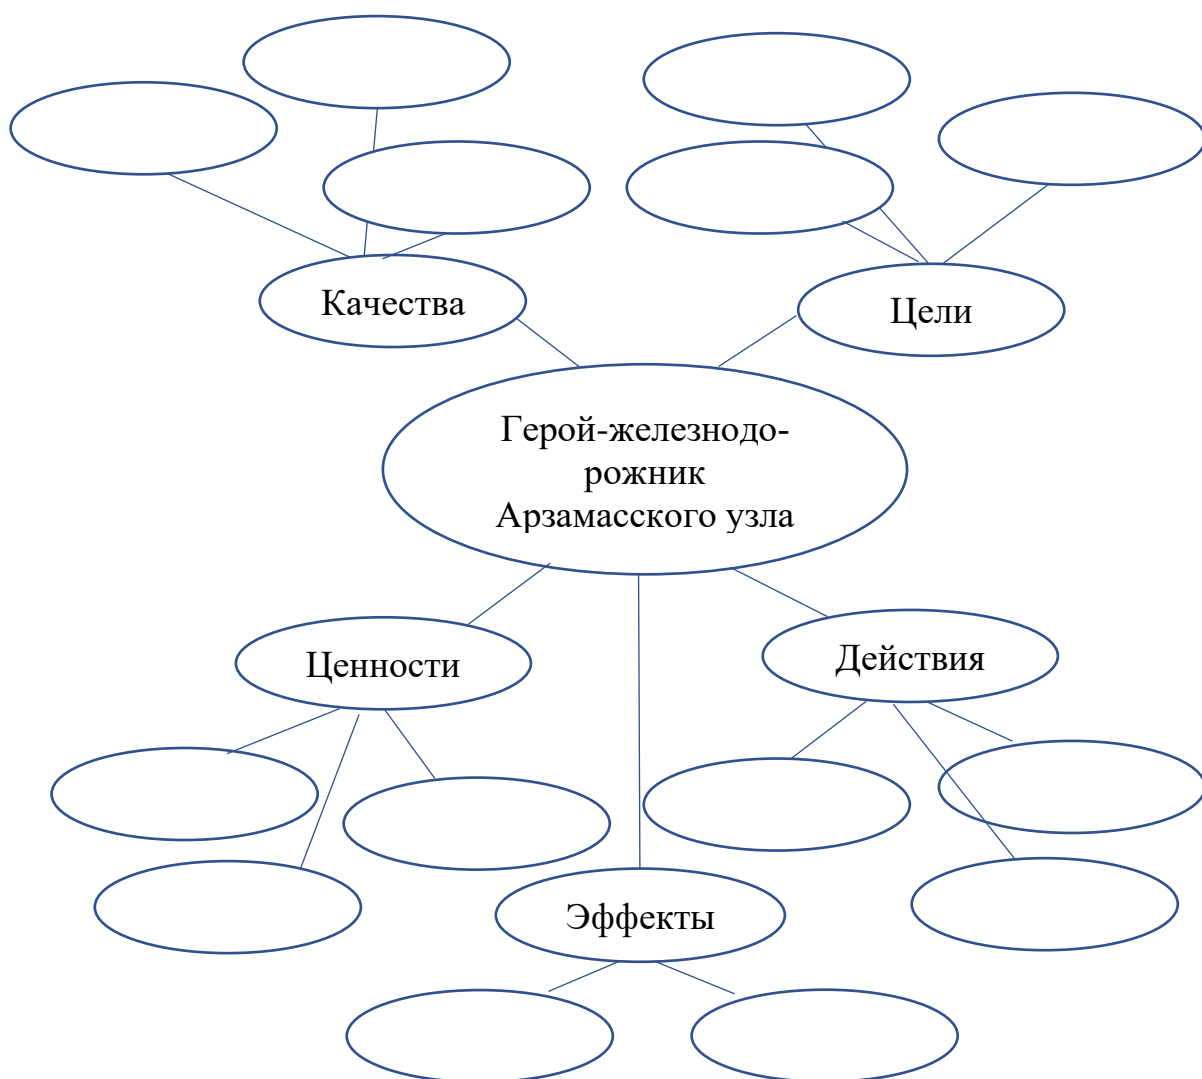 Качества
Цели
Герой-железнодо-
рожник
Арзамасского узла
Ценности
Действия
Эффекты